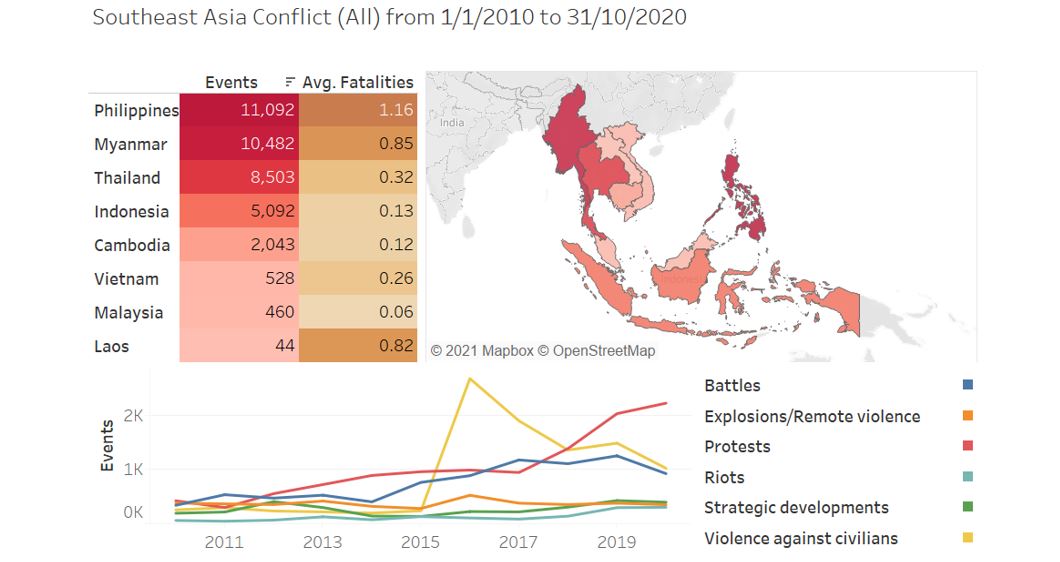 Southeast Asia Conflict (All) from 1/1/2010 to 31/10/2020
Events Avg. Fatalities
Philippines 11,092 1.16
Myanmar 10,482 0.85
Thailand 8,503 0.32
Indonesia 5,092 0.13
Cambodia 2,043 0.12
Vietnam 528 0.26
Malaysia 460 0.06
Laos 44 0.82
India
Indonesia
© 2021 Mapbox © OpenStreetMap
Events
2K
1K
0K
2011 2013 2015 2017 2019
Battles
Explosions/Remote violence
Protests
Riots
Strategic developments
Violence against civilians